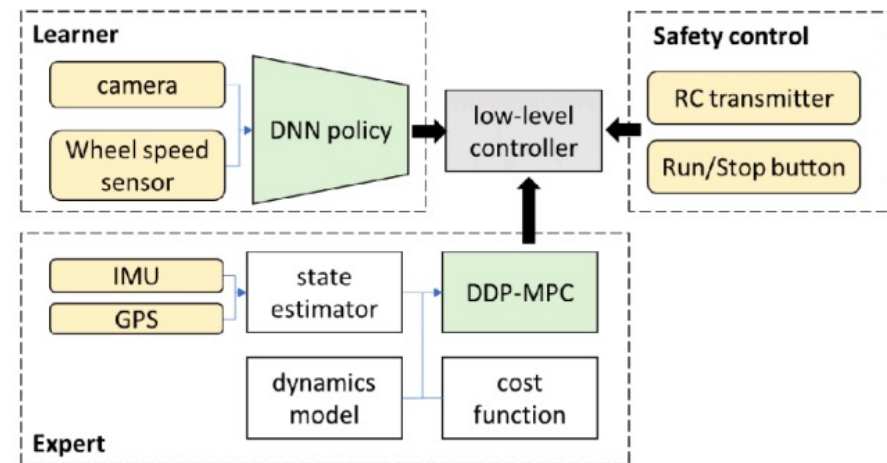 Learner
camera
Wheel speed
sensor
DNN policy
low-level
controller
Safety control
RC transmitter
Run/Stop button
IMU
GPS
state
estimator
DDP-MPC
dynamics
model
cost
function
Expert